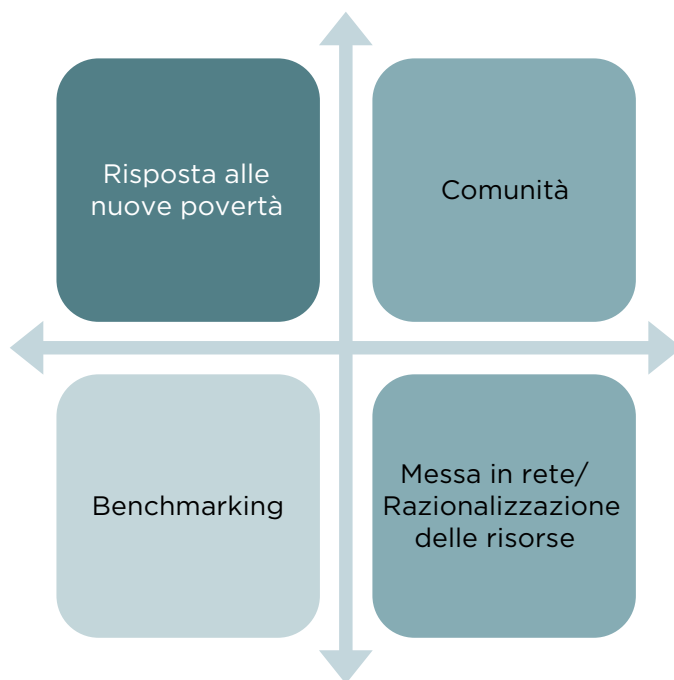 Risposta alle
nuove povertà
Comunità
Benchmarking
Messa in rete/
Razionalizzazione
delle risorse